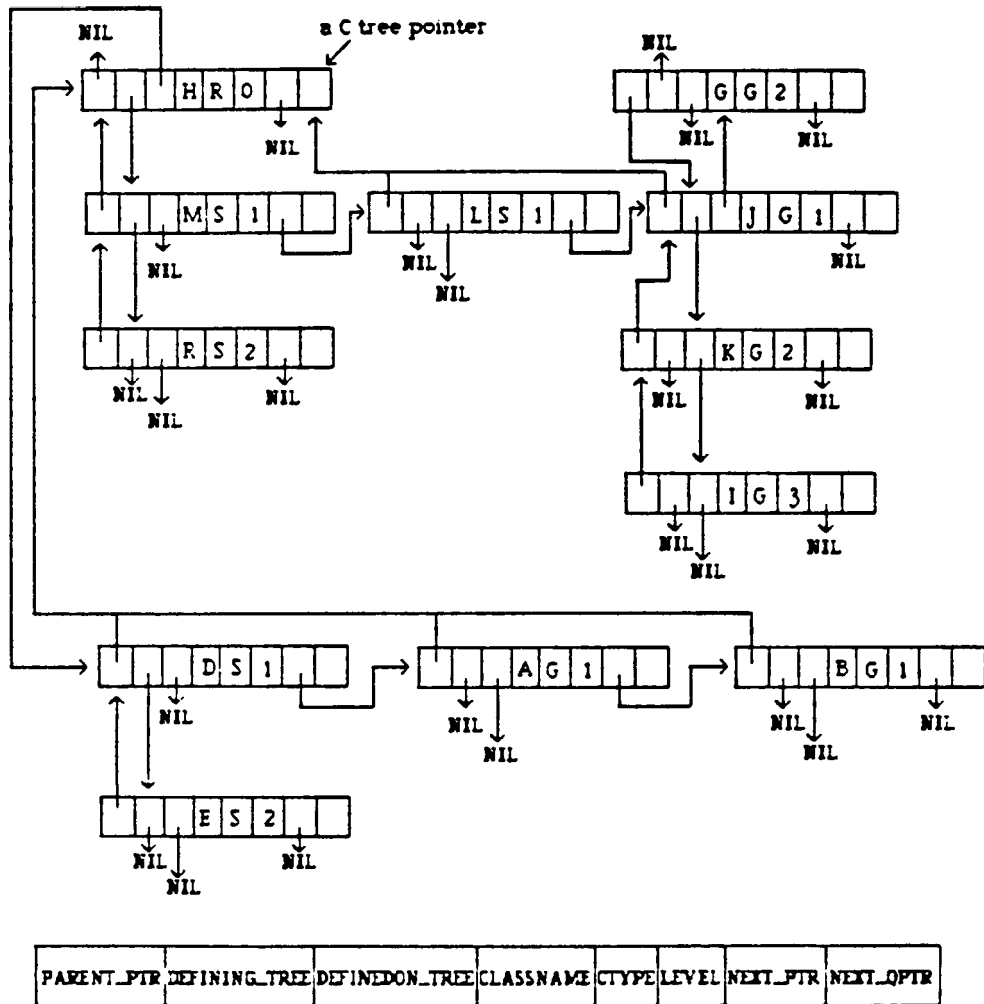 a C tree pointer
NIL
NIL
H R 0
G G 2
NIL
NIL
NIL
M S 1
L S 1
J G 1
NIL
NIL
NIL
NIL
R S 2
K G 2
NIL
NIL
NIL
NIL
NIL
I G 3
NIL
NIL
NIL
D S 1
A G 1
B G 1
NIL
NIL
NIL
NIL
NIL
NIL
E S 2
NIL
NIL
NIL
PARENT_PTR DEFINING_TREE DEFINEDON_TREE CLASSNAME CTYPE LEVEL NEXT_PTR NEXT_QPTR